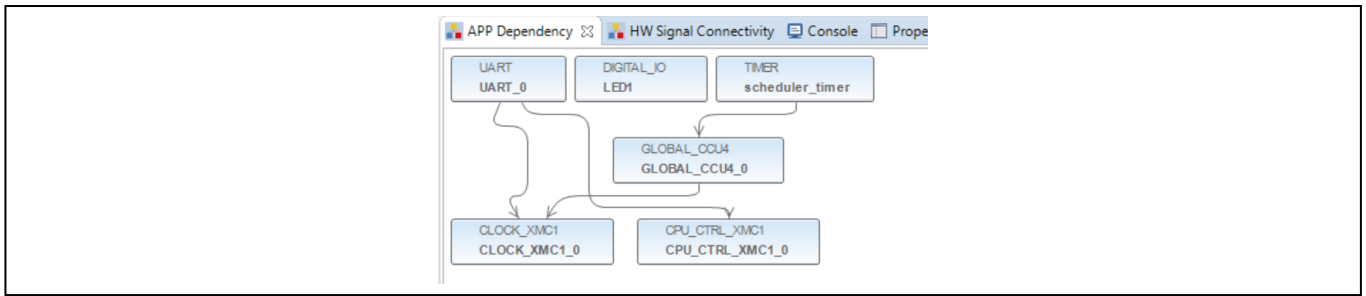 APP Dependency HW Signal Connectivity Console Prope
UART DIGITAL_IO TIMER
UART_0 LED1 scheduler_timer
GLOBAL_CCU4
GLOBAL_CCU4_0
CLOCK_XMC1 CPU_CTRL_XMC1
CLOCK_XMC1_0 CPU_CTRL_XMC1_0